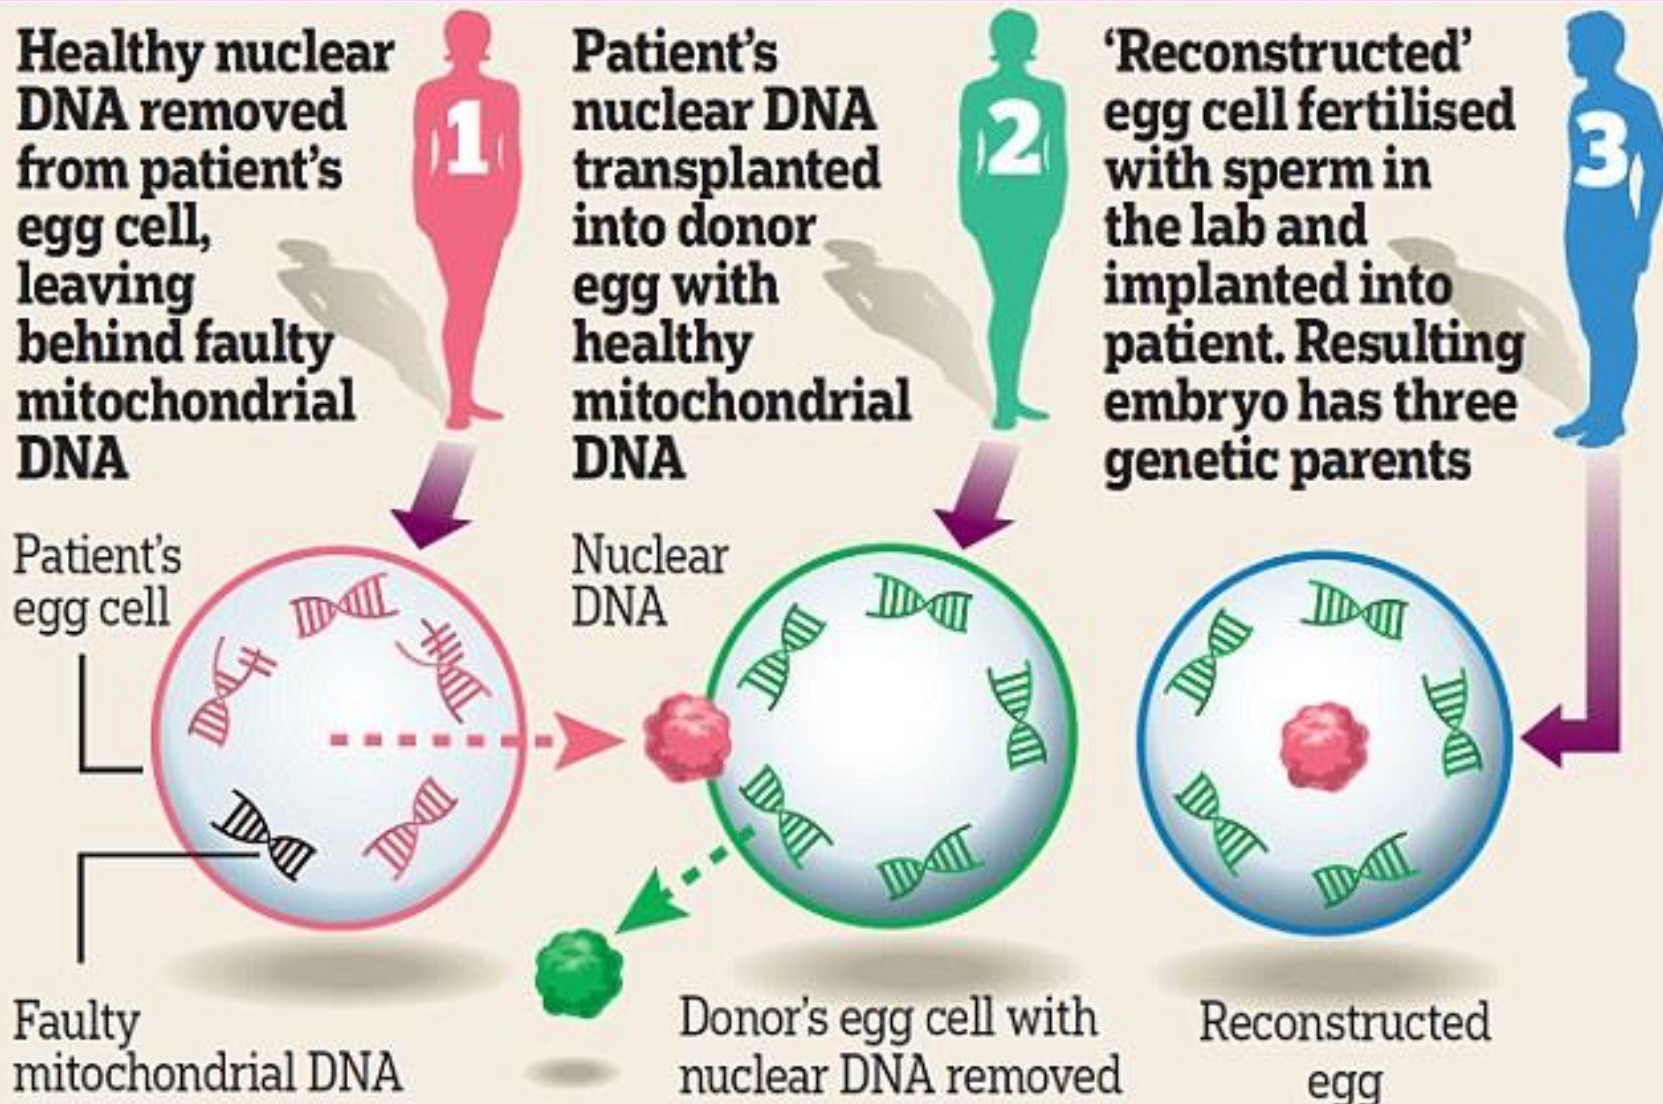 Healthy nuclear
DNA removed
from patient's
egg cell,
leaving
behind faulty
mitochondrial
DNA
1
Patient's
nuclear DNA
transplanted
into donor
egg with
healthy
mitochondrial
DNA
2
‘Reconstructed’
egg cell fertilised
with sperm in
the lab and
implanted into
patient. Resulting
embryo has three
genetic parents
3
Patient's
egg cell
Nuclear
DNA
Faulty
mitochondrial DNA
Donor's egg cell with
nuclear DNA removed
Reconstructed
egg